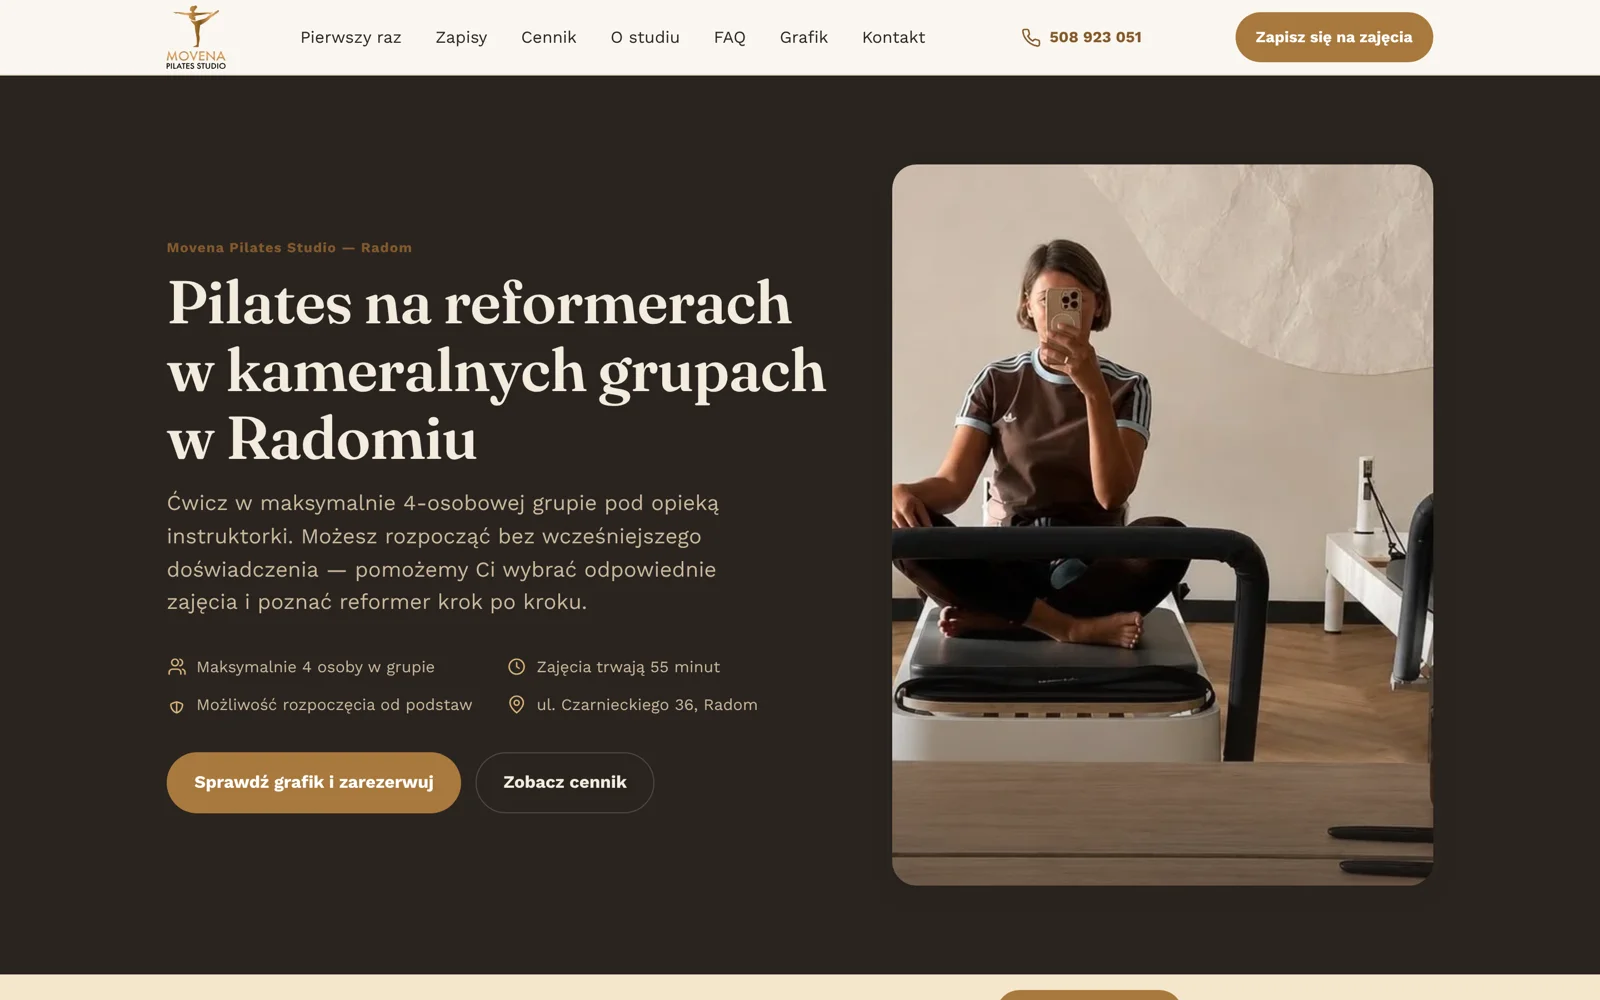 MOVENA
PILATES STUDIO
Pierwszy raz
Zapisy
Cennik
O studiu
FAQ
Grafik
Kontakt
508 923 051
Zapisz się na zajęcia
Movena Pilates Studio — Radom
Pilates na reformerach
w kameralnych grupach
w Radomiu
Ćwicz w maksymalnie 4-osobowej grupie pod opieką
instruktorki. Możesz rozpocząć bez wcześniejszego
doświadczenia — pomożemy Ci wybrać odpowiednie
zajęcia i poznać reformer krok po kroku.
Maksymalnie 4 osoby w grupie
Zajęcia trwają 55 minut
Możliwość rozpoczęcia od podstaw
ul. Czarnieckiego 36, Radom
Sprawdź grafik i zarezerwuj
Zobacz cennik